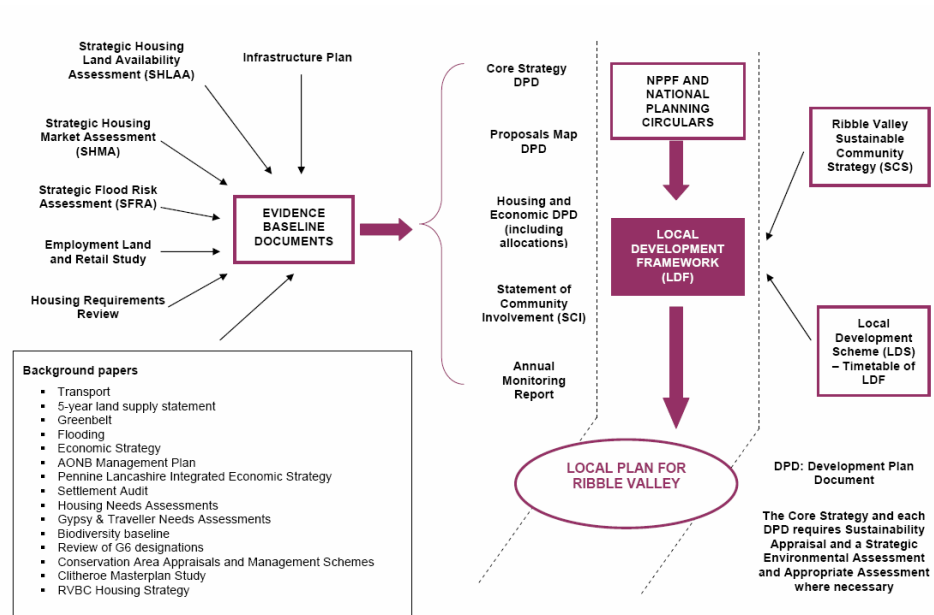 Strategic Housing
Land Availability
Assessment (SHLAA)
Infrastructure Plan
Strategic Housing
Market Assessment
(SHMA)
Strategic Flood Risk
Assessment (SFRA)
Employment Land
and Retail Study
Housing Requirements
Review
EVIDENCE
BASELINE
DOCUMENTS
Background papers
▪ Transport
▪ 5-year land supply statement
▪ Greenbelt
▪ Flooding
▪ Economic Strategy
▪ AONB Management Plan
▪ Pennine Lancashire Integrated Economic Strategy
▪ Settlement Audit
▪ Housing Needs Assessments
▪ Gypsy & Traveller Needs Assessments
▪ Biodiversity baseline
▪ Review of G6 designations
▪ Conservation Area Appraisals and Management Schemes
▪ Clitheroe Masterplan Study
▪ RVBC Housing Strategy
Core Strategy
DPD
Proposals Map
DPD
Housing and
Economic DPD
(including
allocations)
Statement of
Community
Involvement (SCI)
Annual
Monitoring
Report
NPPF AND
NATIONAL
PLANNING
CIRCULARS
LOCAL
DEVELOPMENT
FRAMEWORK
(LDF)
LOCAL PLAN FOR
RIBBLE VALLEY
Ribble Valley
Sustainable
Community
Strategy (SCS)
Local
Development
Scheme (LDS)
– Timetable of
LDF
DPD: Development Plan
Document
The Core Strategy and each
DPD requires Sustainability
Appraisal and a Strategic
Environmental Assessment
and Appropriate Assessment
where necessary